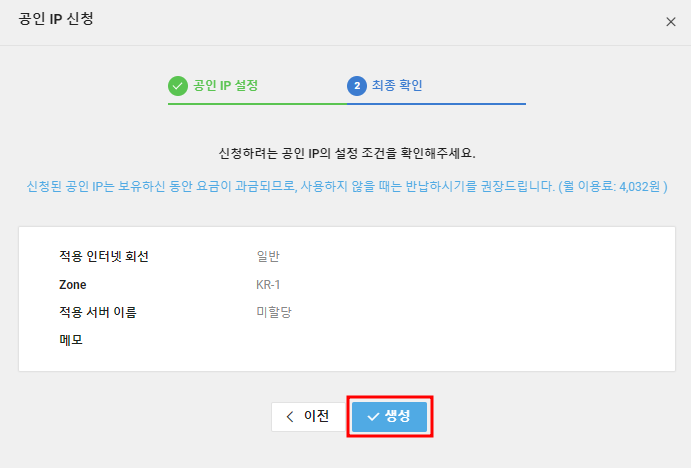 공인 IP 신청
공인 IP 설정
2 최종 확인
신청하려는 공인 IP의 설정 조건을 확인해주세요.
신청된 공인 IP는 보유하신 동안 요금이 과금되므로, 사용하지 않을 때는 반납하시기를 권장드립니다. (월 이용료: 4,032원 )
적용 인터넷 회선 일반
Zone KR-1
적용 서버 이름 미할당
메모
이전 생성